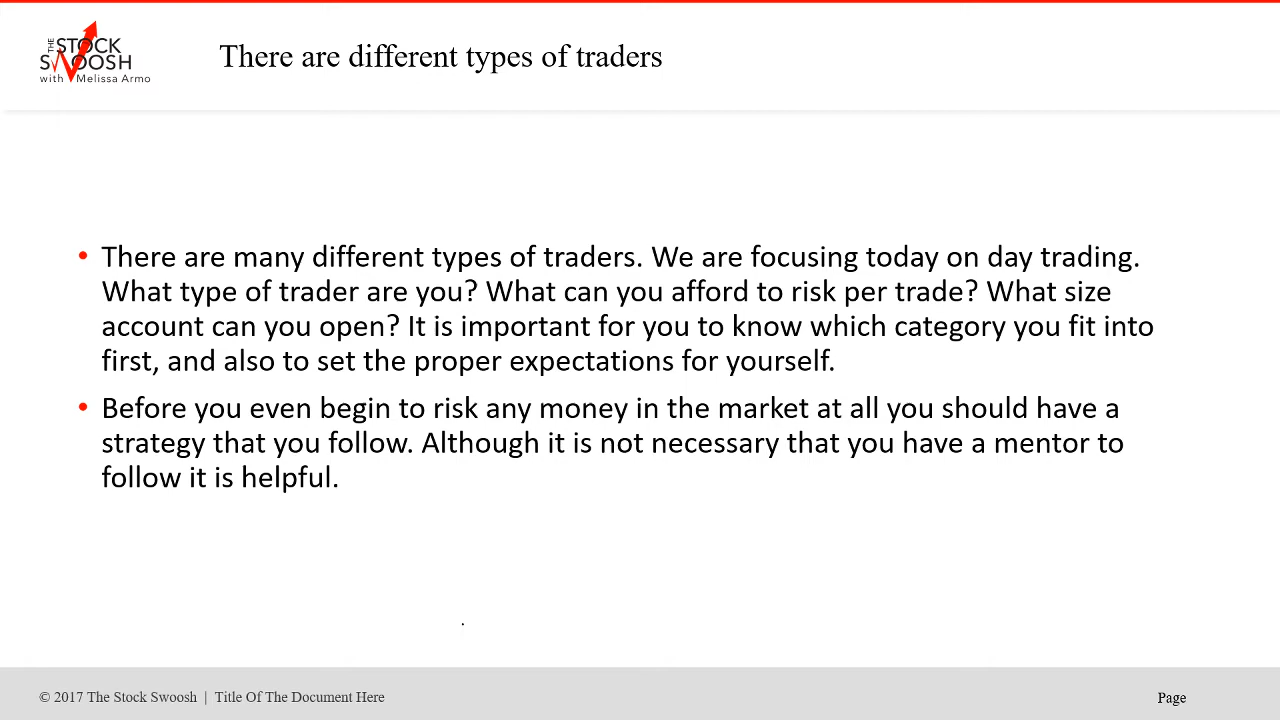 THE STOCK
SWOOSH
with Melissa Armo
There are different types of traders
• There are many different types of traders. We are focusing today on day trading.
What type of trader are you? What can you afford to risk per trade? What size
account can you open? It is important for you to know which category you fit into
first, and also to set the proper expectations for yourself.
• Before you even begin to risk any money in the market at all you should have a
strategy that you follow. Although it is not necessary that you have a mentor to
follow it is helpful.
.
© 2017 The Stock Swoosh | Title Of The Document Here
Page